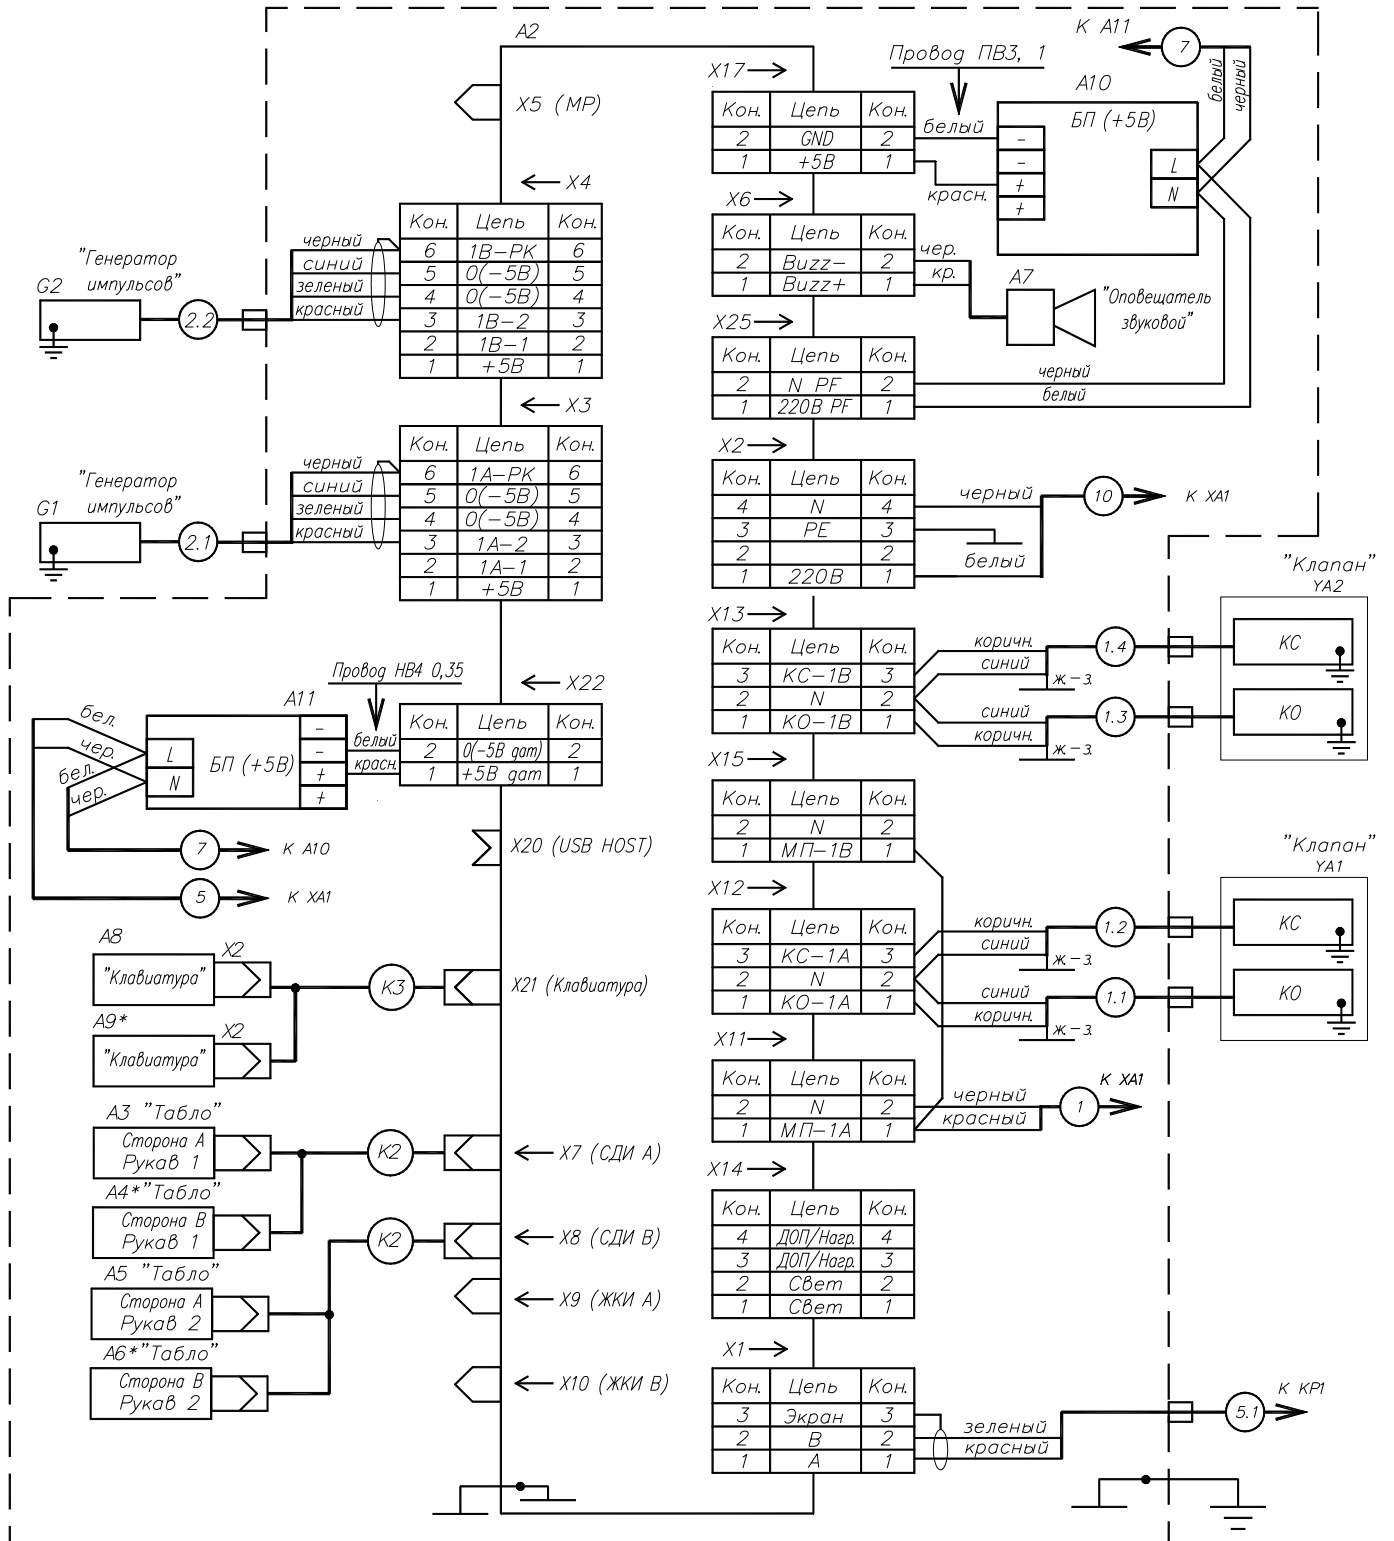 A2
X5 (MP)
X4
Кон. Цепь Кон.
6 1В-РК 6
5 0(-5В) 5
4 0(-5В) 4
3 1В-2 3
2 1В-1 2
1 +5В 1
черный
синий
зеленый
красный
"Генератор
импульсов"
G2
2.2
X3
Кон. Цепь Кон.
6 1А-РК 6
5 0(-5В) 5
4 0(-5В) 4
3 1А-2 3
2 1А-1 2
1 +5В 1
черный
синий
зеленый
красный
"Генератор
импульсов"
G1
2.1
Провод НВ4 0,35
X22
Кон. Цепь Кон.
2 0(-5В дат) 2
1 +5В дат 1
белый
красн.
A11
БП (+5В)
L
N
-
-
+
+
бел.
чер.
бел.
чер.
7 К А10
5 К ХА1
X20 (USB HOST)
A8
"Клавиатура"
X2
A9*
"Клавиатура"
X2
К3
X21 (Клавиатура)
A3 "Табло"
Сторона А
Рукав 1
A4* "Табло"
Сторона В
Рукав 1
К2
X7 (СДИ А)
A5 "Табло"
Сторона А
Рукав 2
A6* "Табло"
Сторона В
Рукав 2
К2
X8 (СДИ В)
X9 (ЖКИ А)
X10 (ЖКИ В)
X17
Кон. Цепь Кон.
2 GND 2
1 +5В 1
Провод ПВ3, 1
белый
красн.
К А11
7
белый
черный
A10
БП (+5В)
-
-
+
+
L
N
X6
Кон. Цепь Кон.
2 Buzz- 2
1 Buzz+ 1
чер.
кр.
A7
"Оповещатель
звуковой"
X25
Кон. Цепь Кон.
2 N PF 2
1 220В PF 1
черный
белый
X2
Кон. Цепь Кон.
4 N 4
3 PE 3
2 2
1 220В 1
черный
белый
10 К ХА1
X13
Кон. Цепь Кон.
3 КС-1В 3
2 N 2
1 КО-1В 1
коричн.
синий
ж-з.
синий
коричн.
ж-з.
1.4
1.3
"Клапан"
YA2
КС
КО
X15
Кон. Цепь Кон.
2 N 2
1 МП-1В 1
X12
Кон. Цепь Кон.
3 КС-1А 3
2 N 2
1 КО-1А 1
коричн.
синий
ж-з.
синий
коричн.
ж-з.
1.2
1.1
"Клапан"
YA1
КС
КО
X11
Кон. Цепь Кон.
2 N 2
1 МП-1А 1
черный
красный
1 К ХА1
X14
Кон. Цепь Кон.
4 ДОП/Нагр. 4
3 ДОП/Нагр. 3
2 Свет 2
1 Свет 1
X1
Кон. Цепь Кон.
3 Экран 3
2 В 2
1 А 1
зеленый
красный
5.1 К КР1